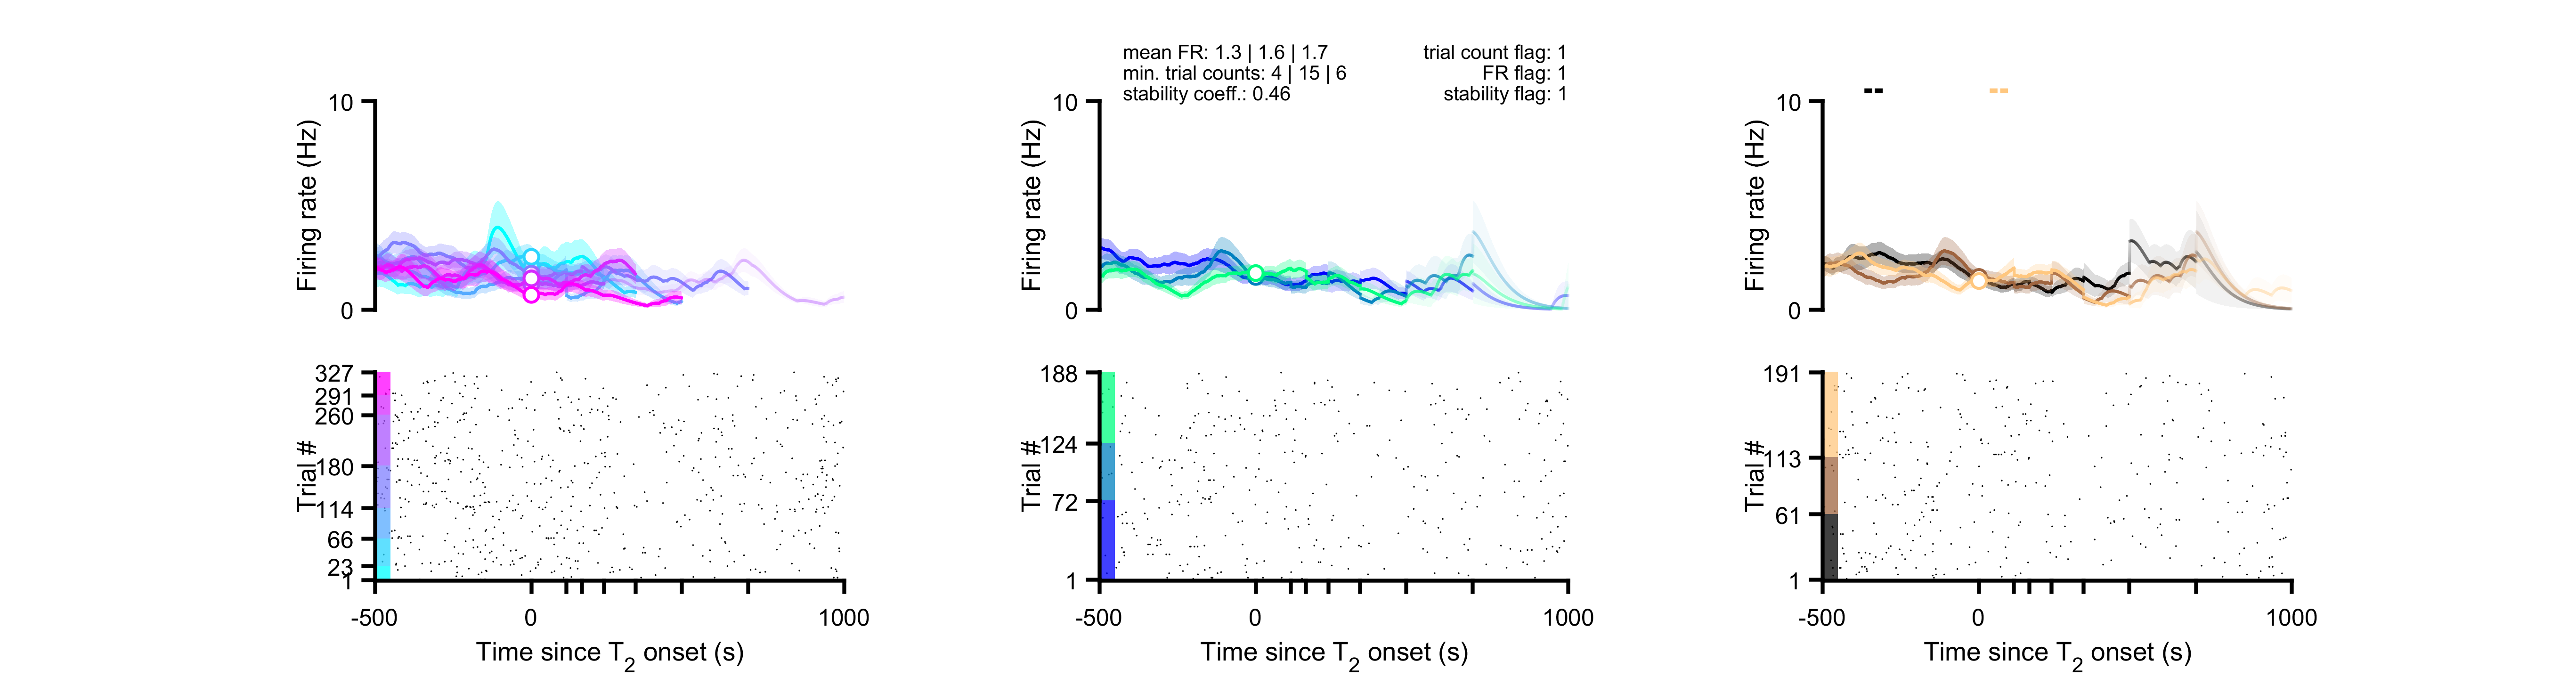 mean FR: 1.3 | 1.6 | 1.7
min. trial counts: 4 | 15 | 6
stability coeff.: 0.46
trial count flag: 1
FR flag: 1
stability flag: 1
10
Firing rate (Hz)
0
10
Firing rate (Hz)
0
10
Firing rate (Hz)
0
327
291
260
180
114
66
23
1
Trial #
-500
0
1000
Time since T2 onset (s)
188
124
72
1
Trial #
-500
0
1000
Time since T2 onset (s)
191
113
61
1
Trial #
-500
0
1000
Time since T2 onset (s)